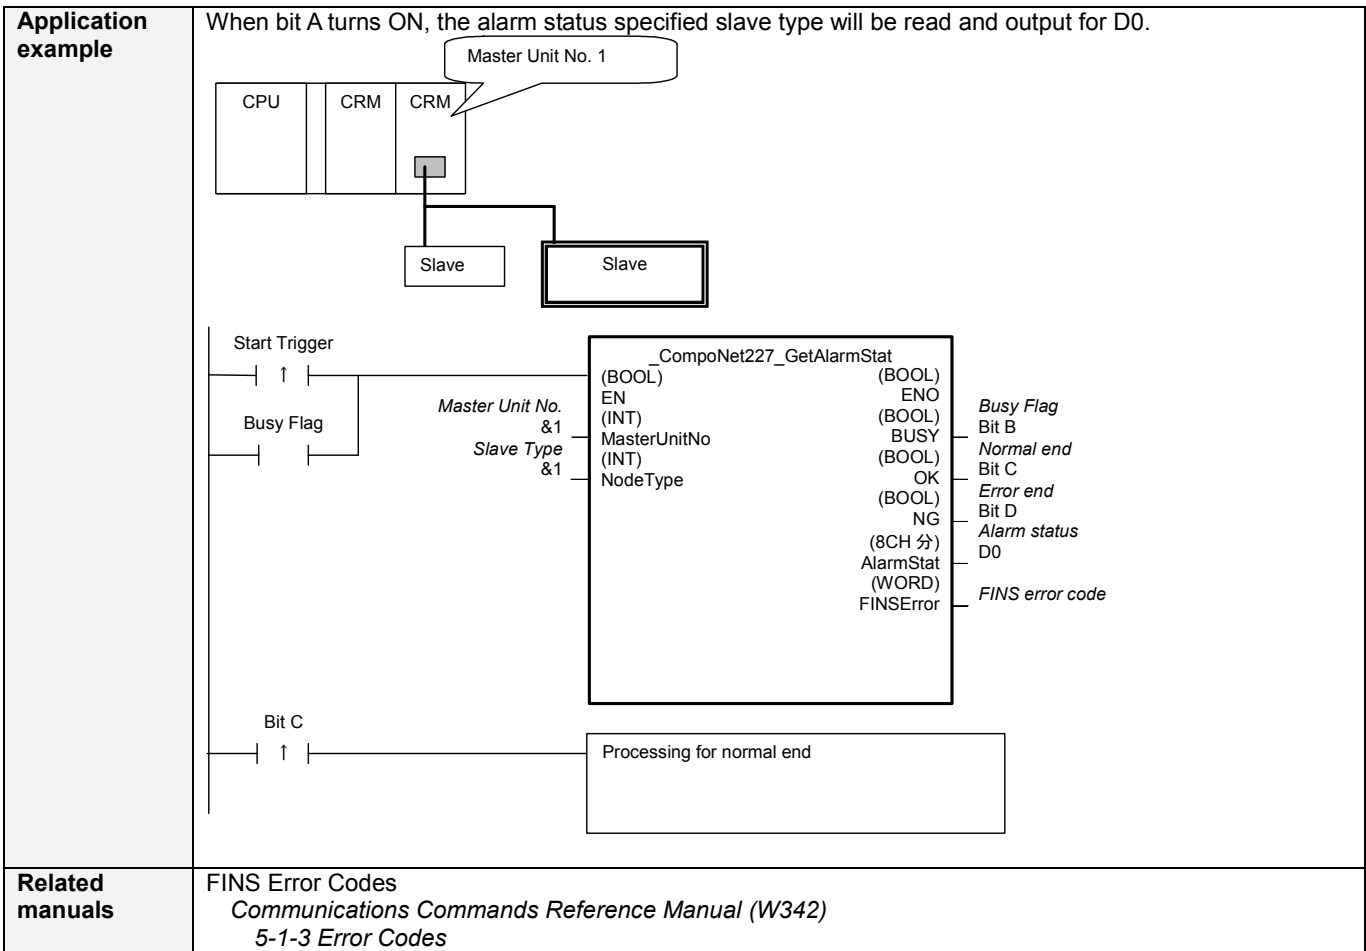 Application
example
When bit A turns ON, the alarm status specified slave type will be read and output for D0.
Master Unit No. 1
CPU
CRM
CRM
Slave
Slave
Start Trigger
↑
Busy Flag
Master Unit No.
&1
Slave Type
&1
_CompoNet227_GetAlarmStat
(BOOL)
EN
(INT)
MasterUnitNo
(INT)
NodeType
(BOOL)
ENO
(BOOL)
BUSY
(BOOL)
OK
(BOOL)
NG
(8CH 分)
AlarmStat
(WORD)
FINSError
Busy Flag
Bit B
Normal end
Bit C
Error end
Bit D
Alarm status
D0
FINS error code
Bit C
↑
Processing for normal end
Related
manuals
FINS Error Codes
Communications Commands Reference Manual (W342)
5-1-3 Error Codes